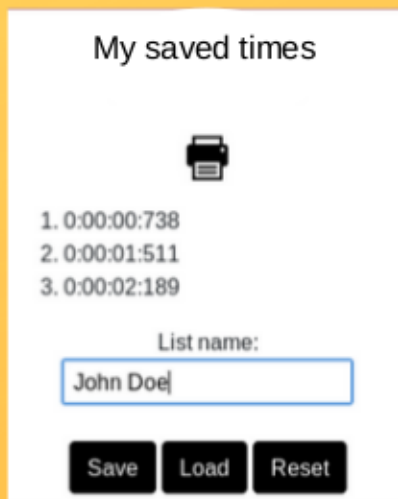 My saved times
1. 0:00:00:738
2. 0:00:01:511
3. 0:00:02:189
List name:
John Doe
Save Load Reset